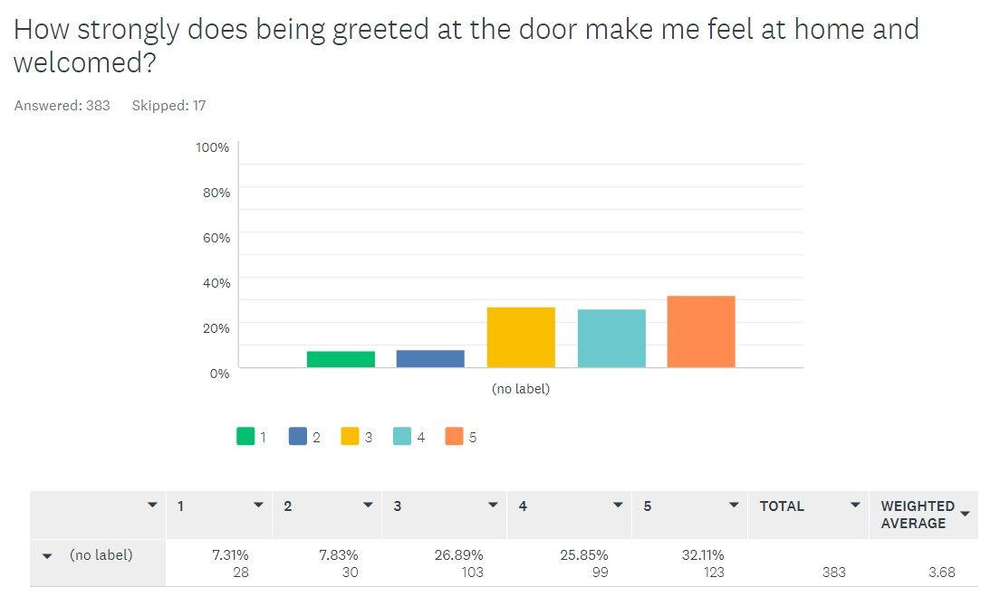 How strongly does being greeted at the door make me feel at home and
welcomed?
Answered: 383 Skipped: 17
100%
80%
60%
40%
20%
0%
(no label)
1 2 3 4 5
1 2 3 4 5 TOTAL WEIGHTED
AVERAGE
(no label) 7.31% 7.83% 26.89% 25.85% 32.11%
28 30 103 99 123 383 3.68